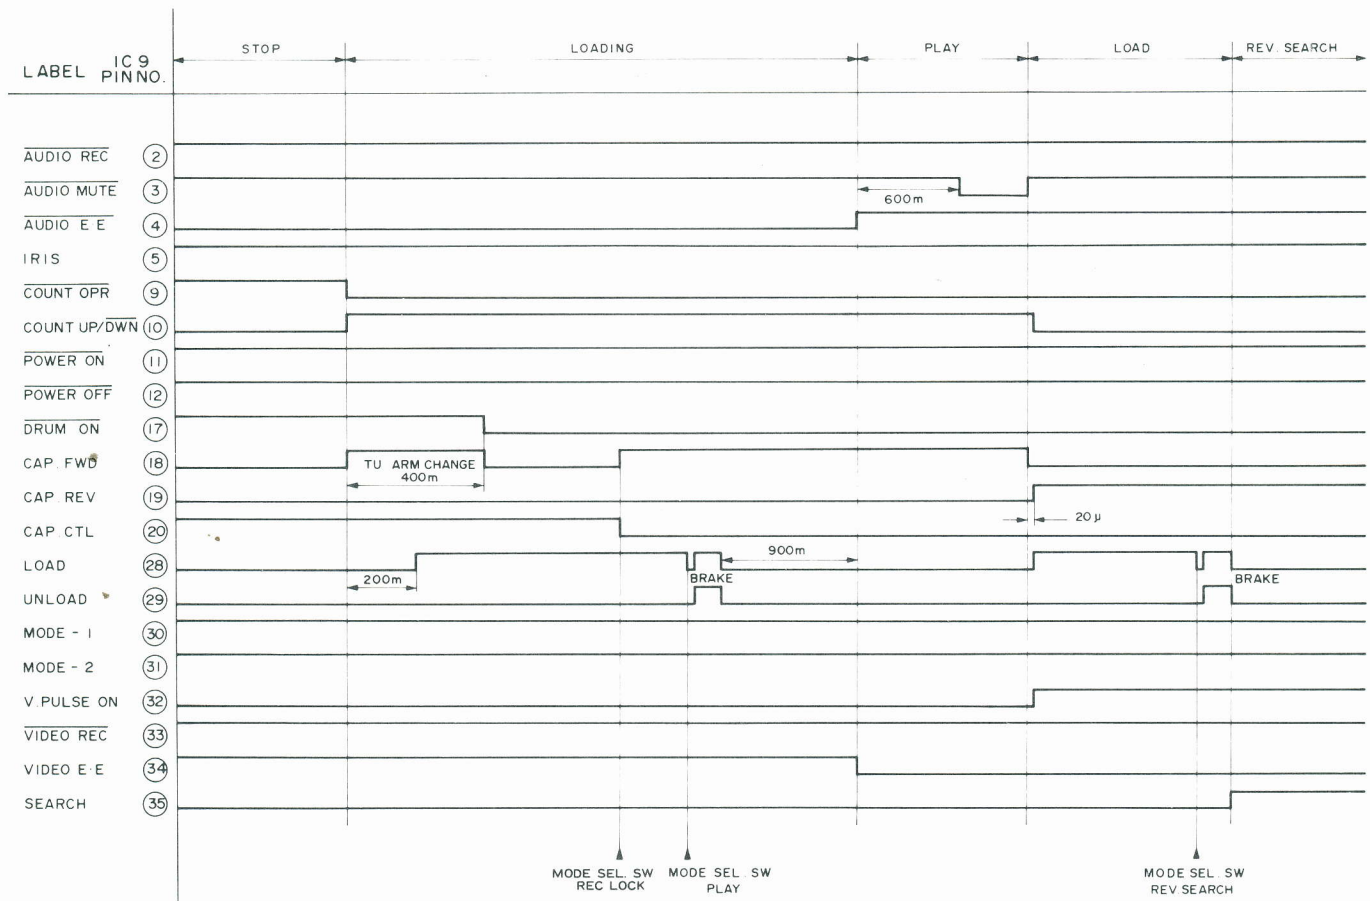 STOP LOADING PLAY LOAD REV. SEARCH
LABEL IC 9 PIN NO.
AUDIO REC 2
AUDIO MUTE 3
600m
AUDIO E E 4
IRIS 5
COUNT OPR 9
COUNT UP/DWN 10
POWER ON 11
POWER OFF 12
DRUM ON 17
CAP. FWD 18
TU ARM CHANGE
400m
CAP. REV 19
20µ
CAP. CTL 20
LOAD 28
900m
200m
BRAKE BRAKE
UNLOAD 29
MODE - 1 30
MODE - 2 31
V.PULSE ON 32
VIDEO REC 33
VIDEO E·E 34
SEARCH 35
MODE SEL. SW REC LOCK
MODE SEL. SW PLAY
MODE SEL. SW REV.SEARCH